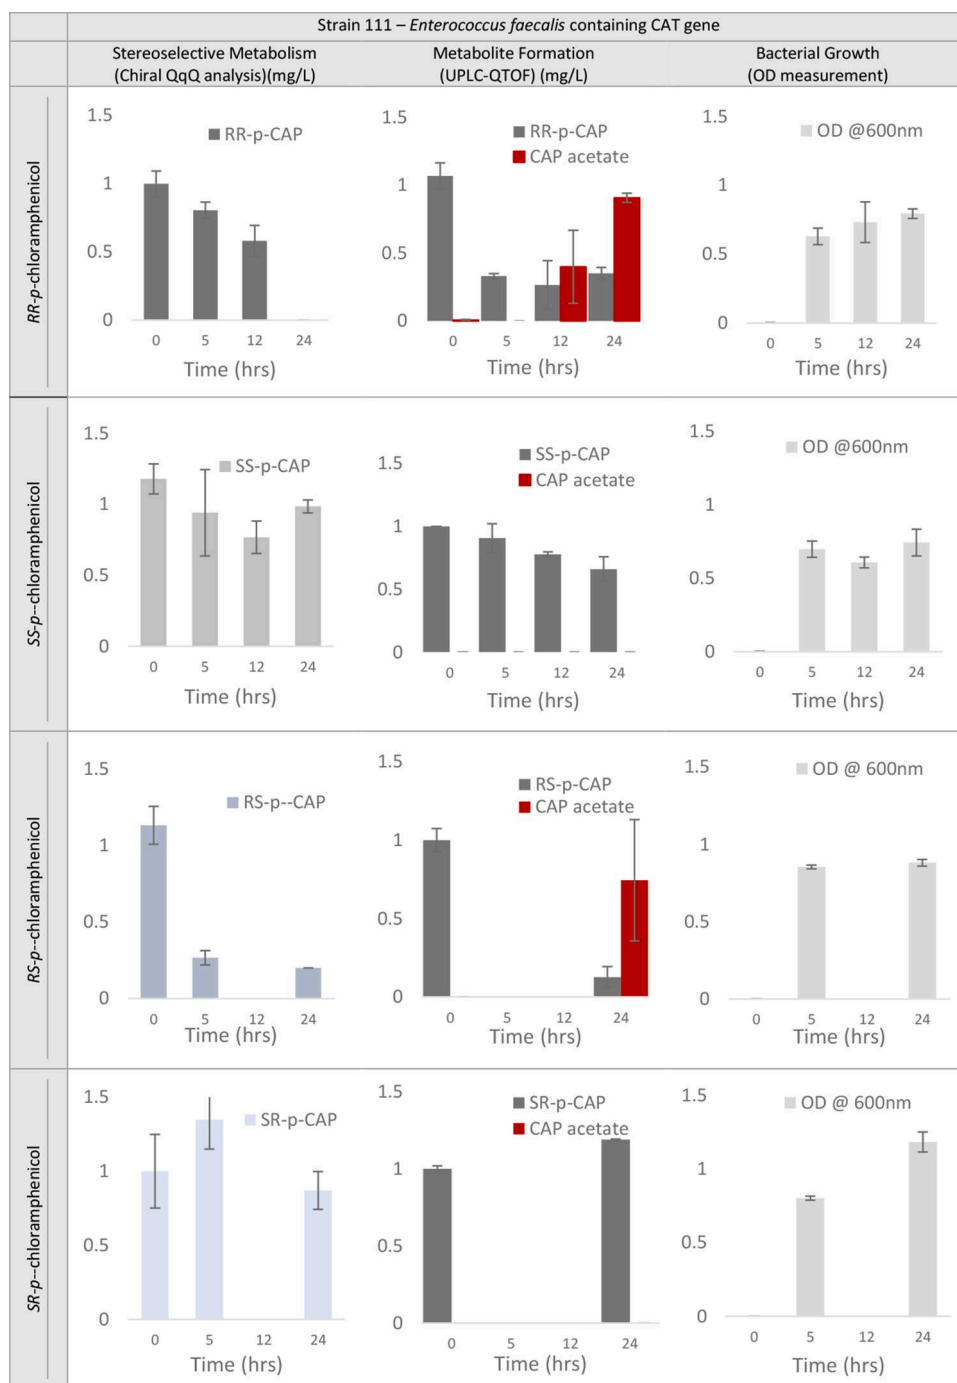 Strain 111 – Enterococcus faecalis containing CAT gene
Stereoselective Metabolism
(Chiral QqQ analysis)(mg/L)
Metabolite Formation
(UPLC-QTOF) (mg/L)
Bacterial Growth
(OD measurement)
RR-p-chloramphenicol
1.5
1
0.5
0
RR-p-CAP
0 5 12 24
Time (hrs)
1.5
1
0.5
0
RR-p-CAP
CAP acetate
0 5 12 24
Time (hrs)
1.5
1
0.5
0
OD @600nm
0 5 12 24
Time (hrs)
SS-p--chloramphenicol
1.5
1
0.5
0
SS-p-CAP
0 5 12 24
Time (hrs)
1.5
1
0.5
0
SS-p-CAP
CAP acetate
0 5 12 24
Time (hrs)
1.5
1
0.5
0
OD @600nm
0 5 12 24
Time (hrs)
RS-p--chloramphenicol
1.5
1
0.5
0
RS-p--CAP
0 5 12 24
Time (hrs)
1.5
1
0.5
0
RS-p-CAP
CAP acetate
0 5 12 24
Time (hrs)
1.5
1
0.5
0
OD @ 600nm
0 5 12 24
Time (hrs)
SR-p--chloramphenicol
1.5
1
0.5
0
SR-p-CAP
0 5 12 24
Time (hrs)
1.5
1
0.5
0
SR-p-CAP
CAP acetate
0 5 12 24
Time (hrs)
1.5
1
0.5
0
OD @ 600nm
0 5 12 24
Time (hrs)